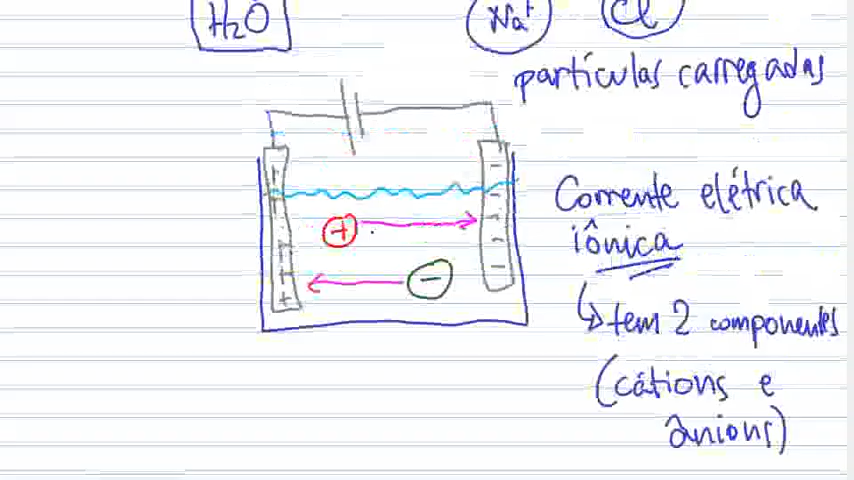 H₂O
Na⁺ Cl⁻
partículas carregadas
Corrente elétrica
iônica
↳ tem 2 componentes
(cátions e
ânions)
+
-
+
-